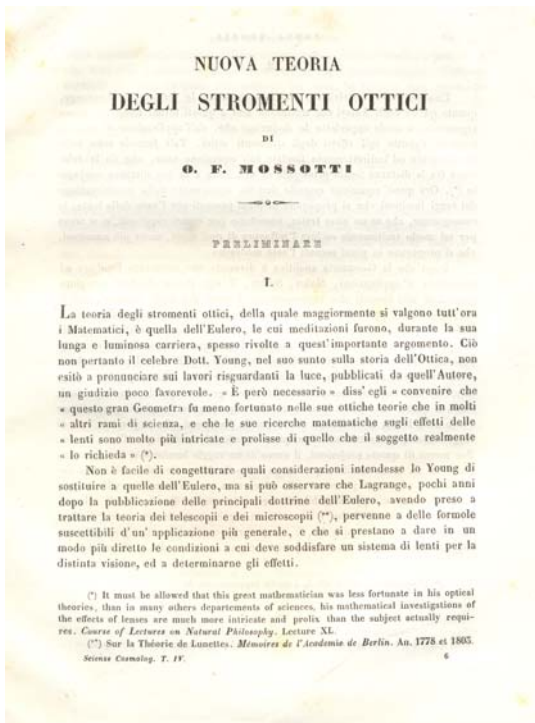 NUOVA TEORIA
DEGLI STROMENTI OTTICI
DI
O. F. MOSSOTTI
PRELIMINARE
1.
La teoria degli stromenti ottici, della quale maggiormente si valgono tutt'ora
i Matematici, è quella dell'Eulero, le cui meditazioni furono, durante la sua
lunga e luminosa carriera, spesso rivolte a quest'importante argomento. Ciò
non pertanto il celebre Dott. Young, nel suo sunto sulla storia dell'Ottica, non
esitò a pronunciare sui lavori risguardanti la luce, pubblicati da quell'Autore,
un giudizio poco favorevole. « È però necessario » diss'egli « convenire che
« questo gran Geometra fu meno fortunato nelle sue ottiche teorie che in molti
« altri rami di scienza, e che le sue ricerche matematiche sugli effetti delle
« lenti sono molto più intricate e prolisse di quello che il soggetto realmente
« lo richieda » (*).
Non è facile di congetturare quali considerazioni intendesse lo Young di
sostituire a quelle dell'Eulero, ma si può osservare che Lagrange, pochi anni
dopo la pubblicazione delle principali dottrine dell'Eulero, avendo preso a
trattare la teoria dei telescopii e dei microscopii (**), pervenne a delle formole
suscettibili d'un'applicazione più generale, e che si prestano a dare in un
modo più diretto le condizioni a cui deve soddisfare un sistema di lenti per la
distinta visione, ed a determinarne gli effetti.
(*) It must be allowed that this great mathematician was less fortunate in his optical
theories, than in many others departements of sciences, his mathematical investigations of
the effects of lenses are much more intricate and prolix than the subject actually requi-
res. Course of Lectures on Natural Philosophy. Lecture XL.
(**) Sur la Théorie de Lunettes. Mémoires de l'Academie de Berlin. An. 1778 et 1803.
Scienze Cosmolog. T. IV. 6